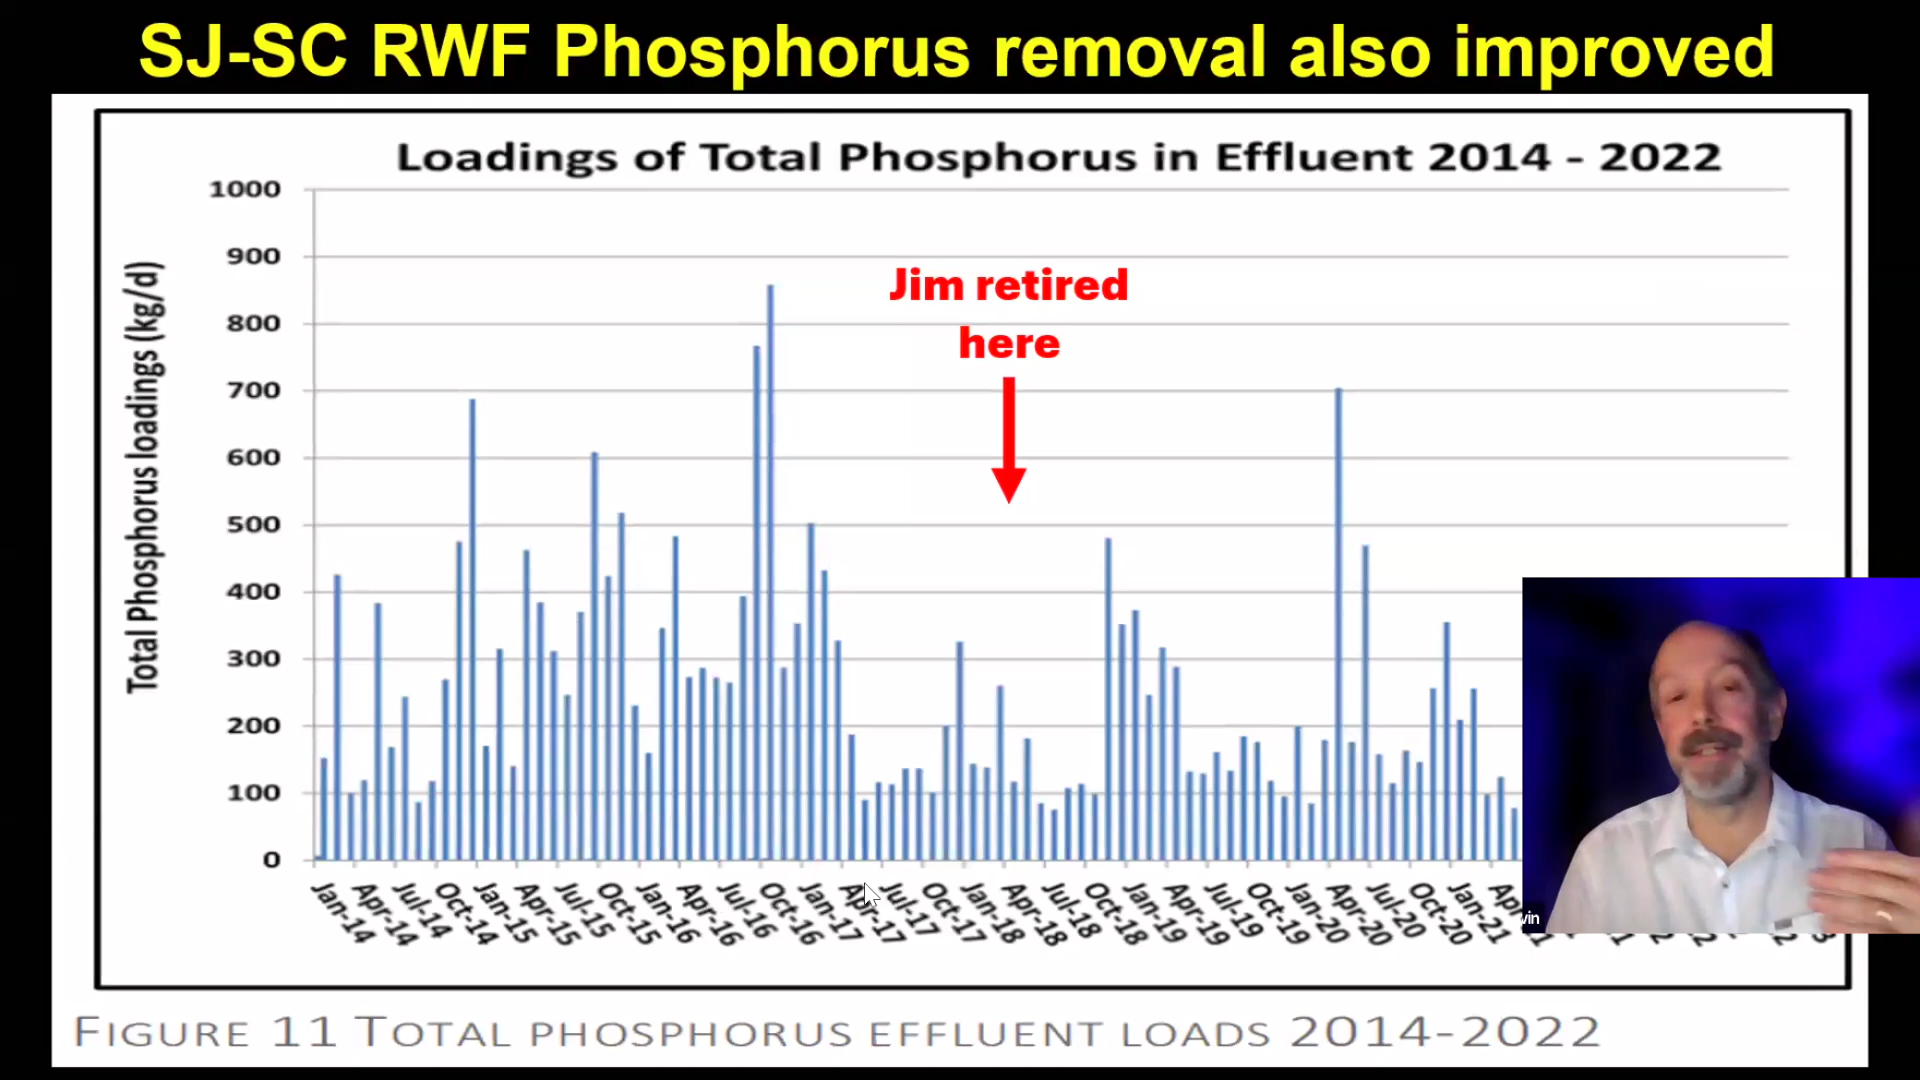 SJ-SC RWF Phosphorus removal also improved
Loadings of Total Phosphorus in Effluent 2014 - 2022
Total Phosphorus loadings (kg/d)
1000
900
800
700
600
500
400
300
200
100
0
Jim retired
here
Jan-14
Apr-14
Jul-14
Oct-14
Jan-15
Apr-15
Jul-15
Oct-15
Jan-16
Apr-16
Jul-16
Oct-16
Jan-17
Apr-17
Jul-17
Oct-17
Jan-18
Apr-18
Jul-18
Oct-18
Jan-19
Apr-19
Jul-19
Oct-19
Jan-20
Apr-20
Jul-20
Oct-20
Jan-21
vin
FIGURE 11 TOTAL PHOSPHORUS EFFLUENT LOADS 2014-2022